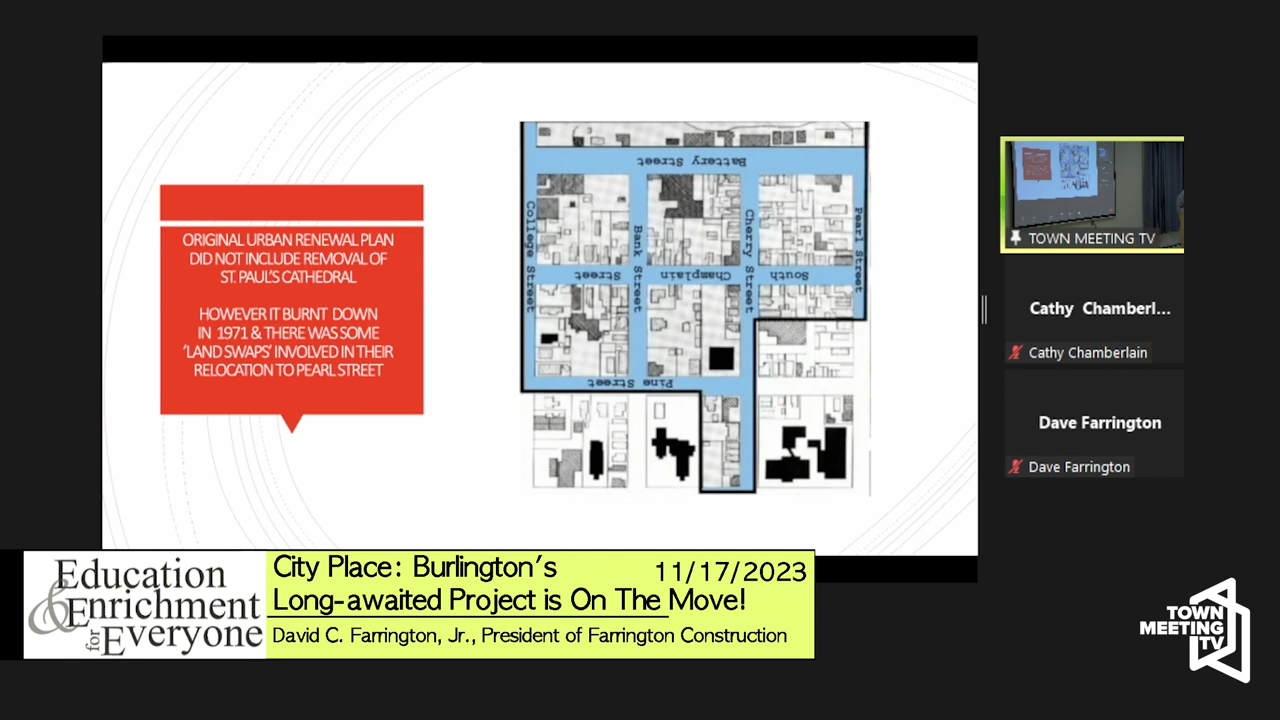 ORIGINAL URBAN RENEWAL PLAN
DID NOT INCLUDE REMOVAL OF
ST. PAUL'S CATHEDRAL
HOWEVER IT BURNT DOWN
IN 1971 & THERE WAS SOME
'LAND SWAPS' INVOLVED IN THEIR
RELOCATION TO PEARL STREET
Battery Street
College Street
Bank Street
Cherry Street
Pearl Street
South Champlain Street
Pine Street
TOWN MEETING TV
Cathy Chamberl...
Cathy Chamberlain
Dave Farrington
Dave Farrington
Education
& Enrichment
for Everyone
City Place: Burlington's
11/17/2023
Long-awaited Project is On The Move!
David C. Farrington, Jr., President of Farrington Construction
TOWN
MEETING
TV